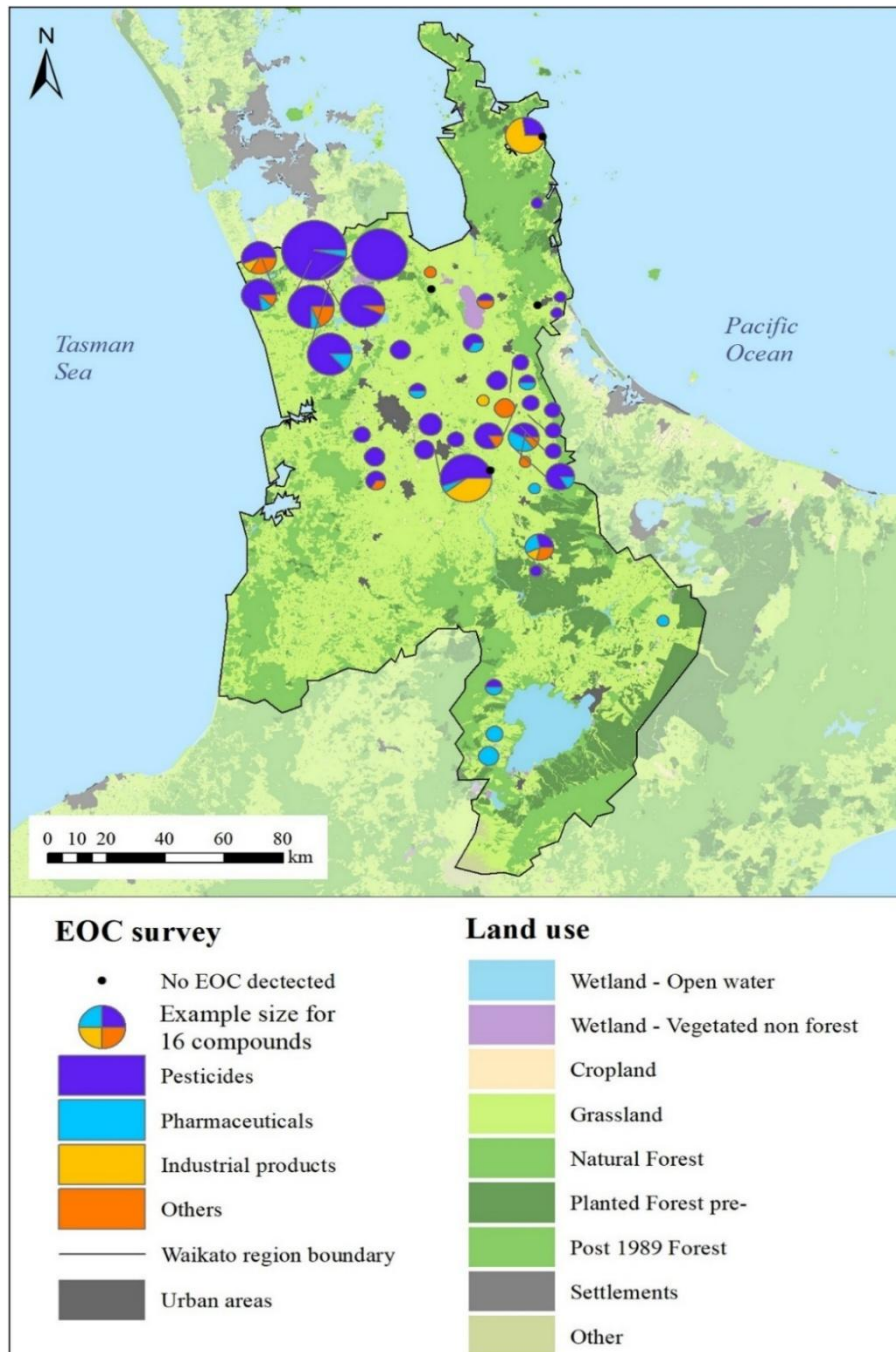 N
Tasman
Sea
Pacific
Ocean
0 10 20 40 60 80
km
EOC survey
No EOC dectected
Example size for
16 compounds
Pesticides
Pharmaceuticals
Industrial products
Others
Waikato region boundary
Urban areas
Land use
Wetland - Open water
Wetland - Vegetated non forest
Cropland
Grassland
Natural Forest
Planted Forest pre-
Post 1989 Forest
Settlements
Other